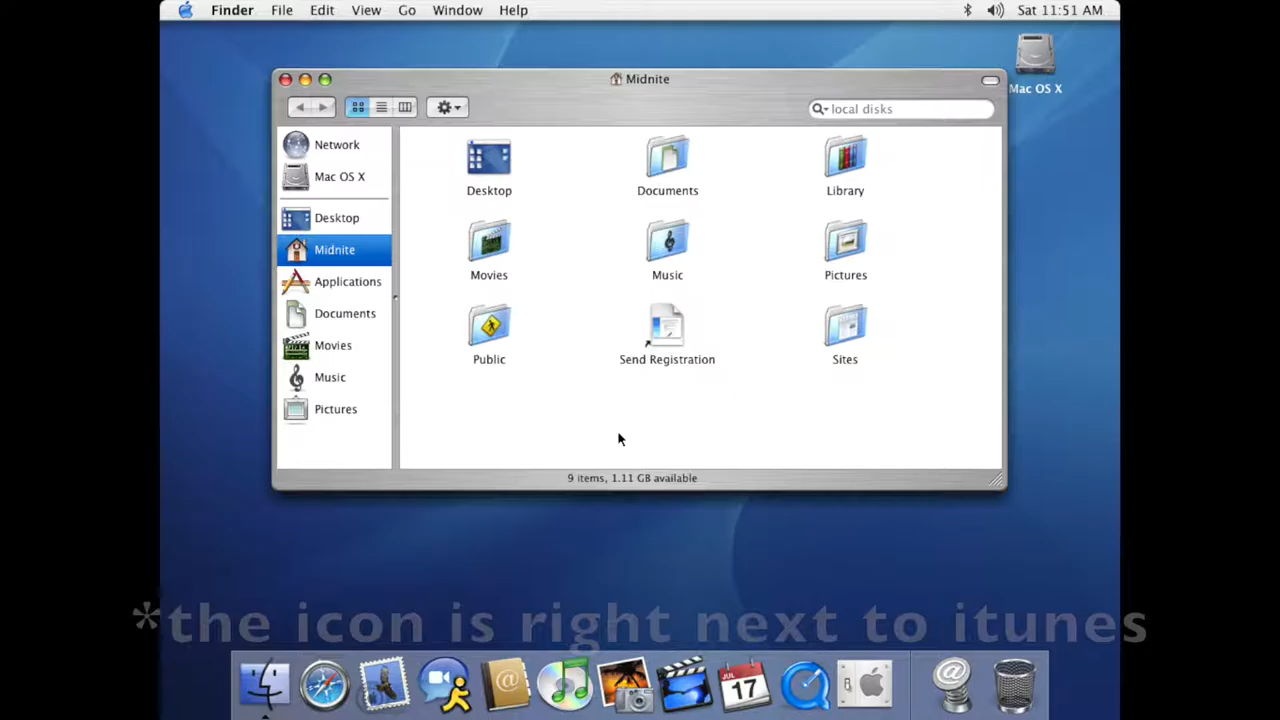 Finder File Edit View Go Window Help Sat 11:51 AM
Mac OS X
Midnite
local disks
Network
Mac OS X
Desktop
Midnite
Applications
Documents
Movies
Music
Pictures
Desktop Documents Library
Movies Music Pictures
Public Send Registration Sites
9 items, 1.11 GB available
*the icon is right next to itunes
JUL
17
@
@